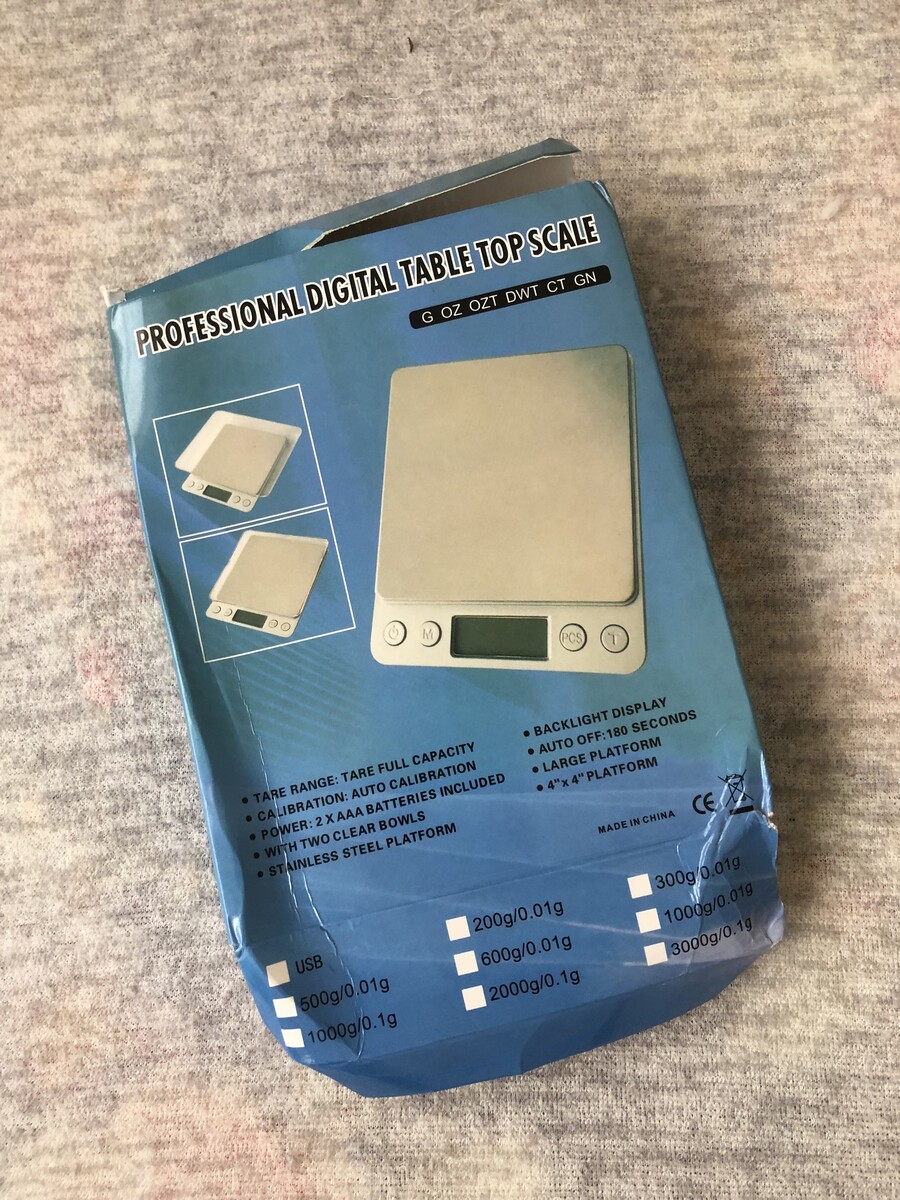 PROFESSIONAL DIGITAL TABLE TOP SCALE
G OZ OZT DWT CT GN
M
PCS
T
• TARE RANGE: TARE FULL CAPACITY
• CALIBRATION: AUTO CALIBRATION
• POWER: 2 X AAA BATTERIES INCLUDED
• WITH TWO CLEAR BOWLS
• STAINLESS STEEL PLATFORM
• BACKLIGHT DISPLAY
• AUTO OFF:180 SECONDS
• LARGE PLATFORM
• 4"x 4" PLATFORM
MADE IN CHINA
CE
USB
500g/0.01g
1000g/0.1g
200g/0.01g
600g/0.01g
2000g/0.1g
300g/0.01g
1000g/0.01g
3000g/0.1g